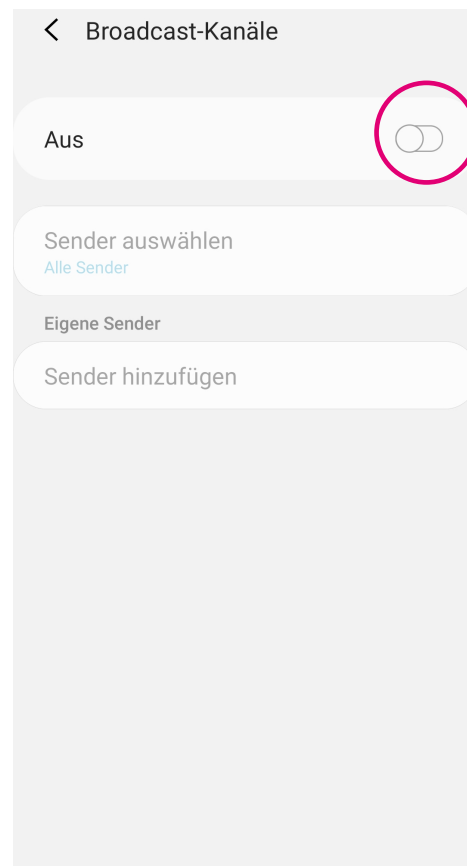 Broadcast-Kanäle
Aus
Sender auswählen
Alle Sender
Eigene Sender
Sender hinzufügen